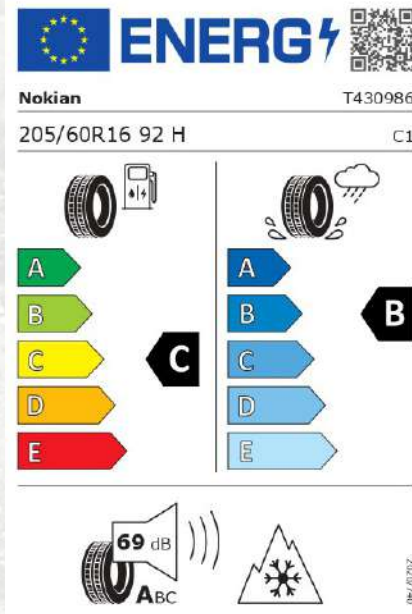 ENERG
Nokian T430986
205/60R16 92 H C1
A A
B B B
C C C
D D
E E
69 dB
ABC